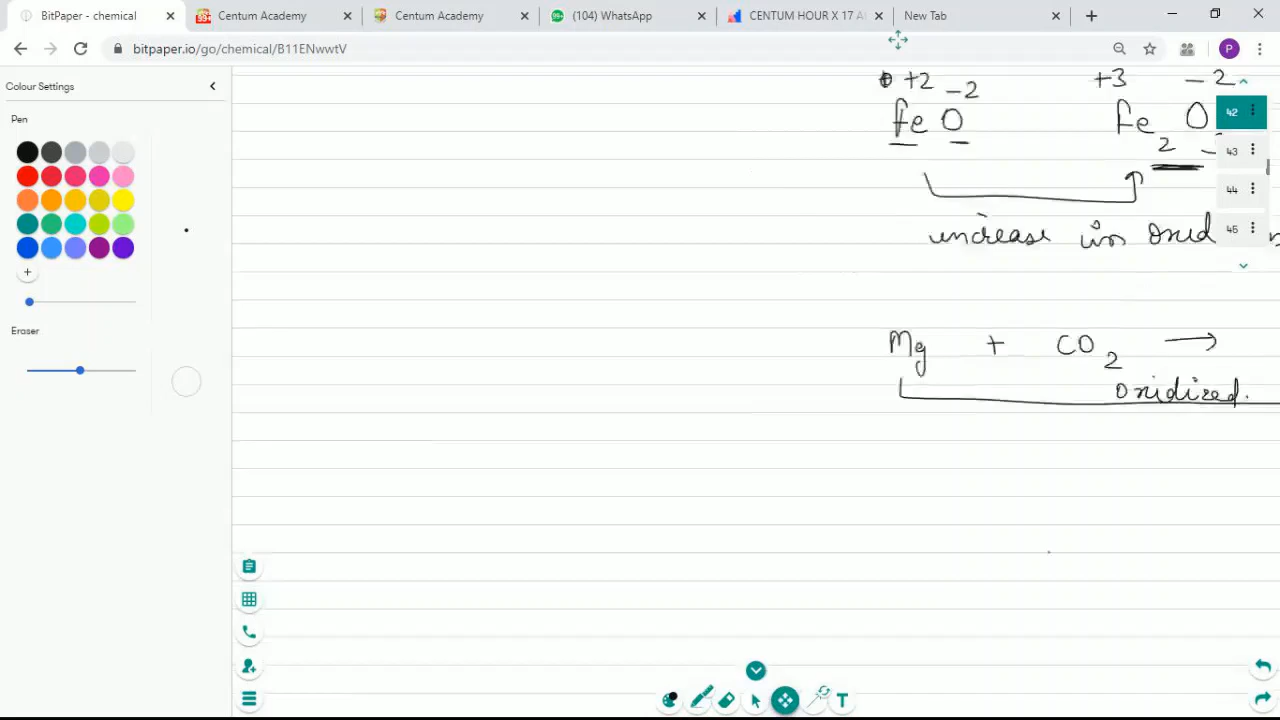 BitPaper - chemical
Centum Academy
Centum Academy
(104) WhatsApp
CENTUM HOUR X 17 A
New Tab
bitpaper.io/go/chemical/B11ENwwtV
P
Colour Settings
Pen
Eraser
+2 -2 +3 -2
Fe O Fe2 O
increase in Oxid
Mg + CO2 →
Oxidized.
42
43
44
45
T